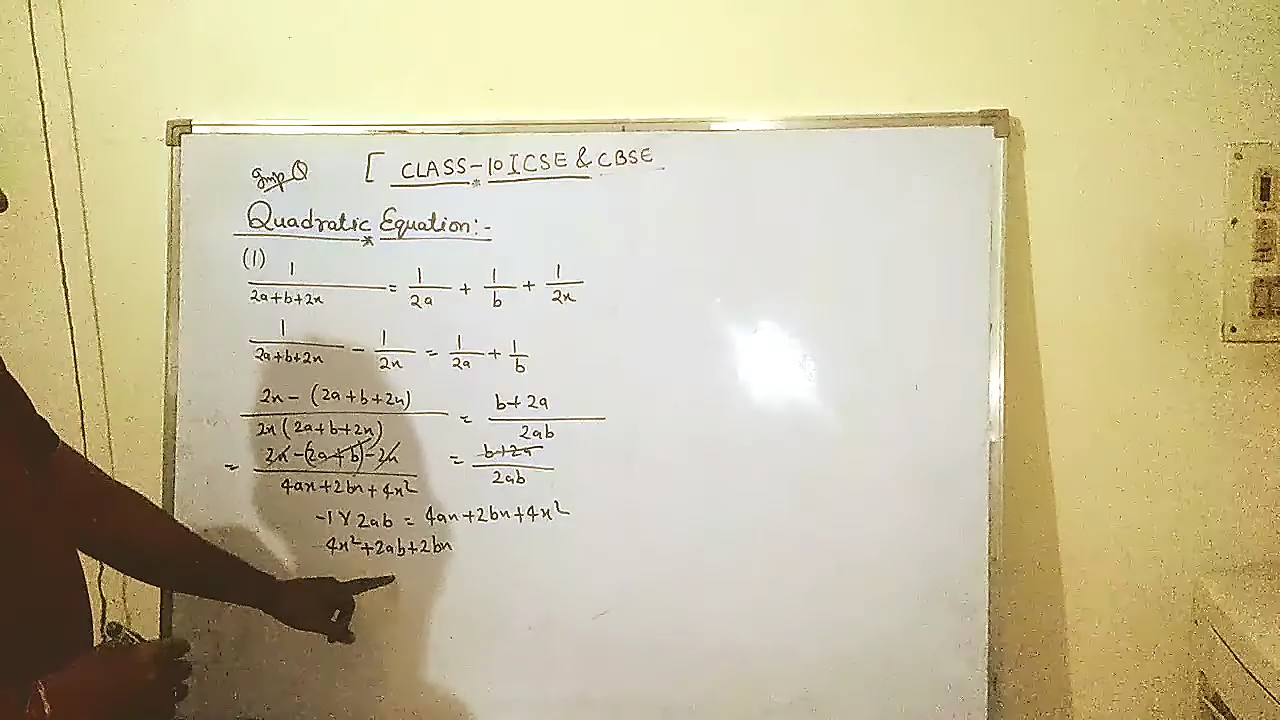 Imp Q [ CLASS-10 ICSE & CBSE
Quadratic Equation:-
(1) 1/(2a+b+2x) = 1/2a + 1/b + 1/2x
1/(2a+b+2x) - 1/2x = 1/2a + 1/b
(2x-(2a+b+2x))/(2x(2a+b+2x)) = (b+2a)/2ab
= (2x-(2a+b)-2x)/(4ax+2bx+4x²) = (b+2a)/2ab
-1 × 2ab = 4ax+2bx+4x²
4x²+2ab+2bx